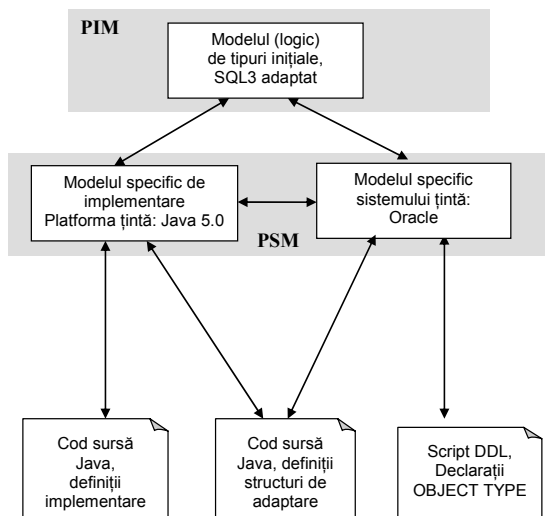 PIM
Modelul (logic)
de tipuri inițiale,
SQL3 adaptat
Modelul specific de
implementare
Platforma țintă: Java 5.0
Modelul specific
sistemului țintă:
Oracle
PSM
Cod sursă
Java,
definiții
implementare
Cod sursă
Java, definiții
structuri de
adaptare
Script DDL,
Declarații
OBJECT TYPE